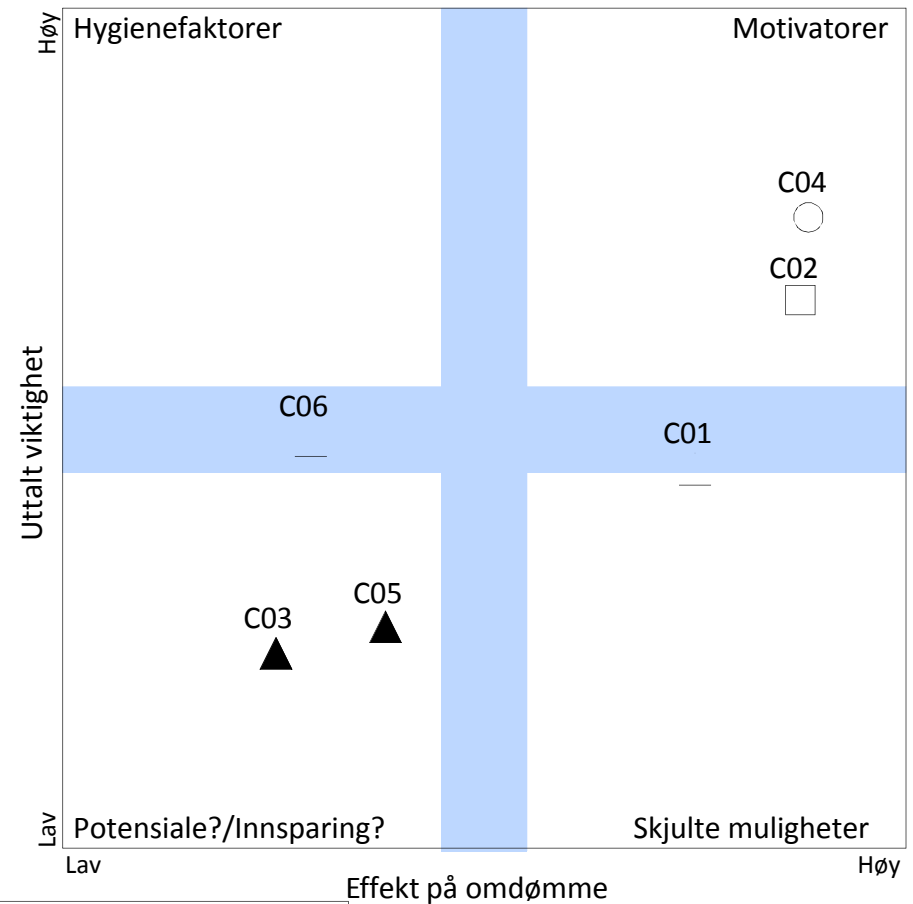 Høy
Hygienefaktorer
Motivatorer
C04
C02
Uttalt viktighet
C06
C01
C05
C03
Lav
Potensiale?/Innsparing?
Skjulte muligheter
Lav
Høy
Effekt på omdømme